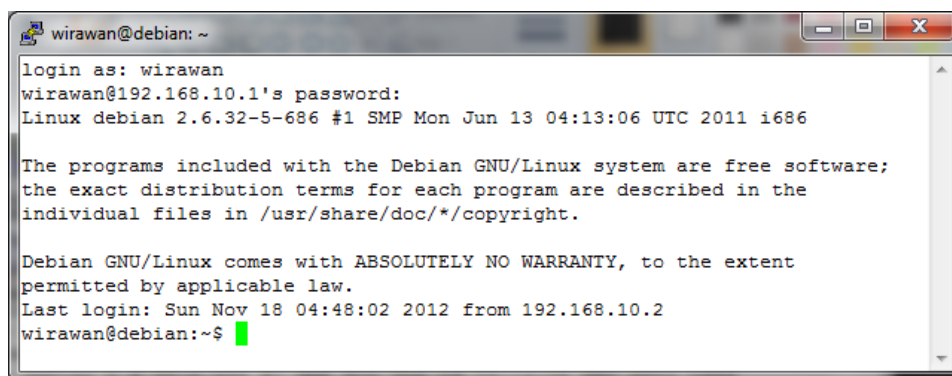 wirawan@debian: ~
login as: wirawan
wirawan@192.168.10.1's password:
Linux debian 2.6.32-5-686 #1 SMP Mon Jun 13 04:13:06 UTC 2011 i686
The programs included with the Debian GNU/Linux system are free software;
the exact distribution terms for each program are described in the
individual files in /usr/share/doc/*/copyright.
Debian GNU/Linux comes with ABSOLUTELY NO WARRANTY, to the extent
permitted by applicable law.
Last login: Sun Nov 18 04:48:02 2012 from 192.168.10.2
wirawan@debian:~$